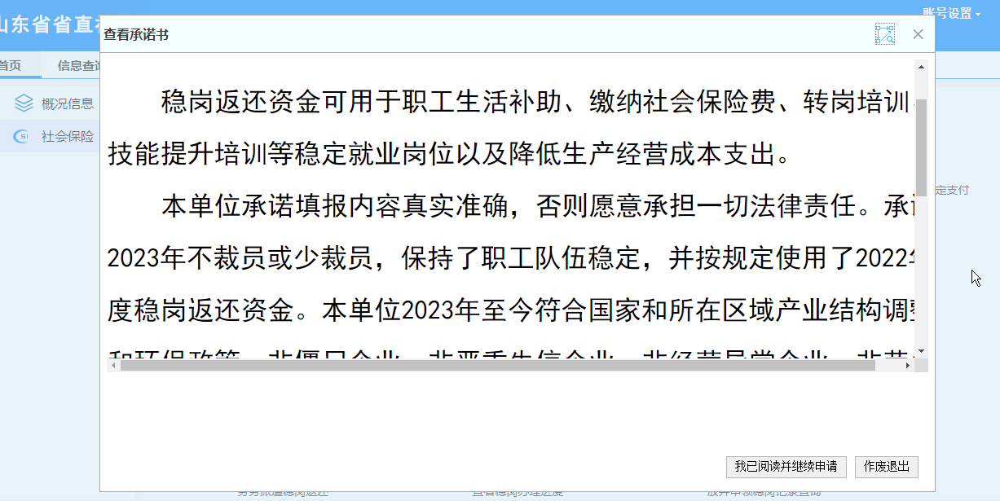 山东省省直社
账号设置
查看承诺书
首页
信息查询
概况信息
社会保险
稳岗返还资金可用于职工生活补助、缴纳社会保险费、转岗培训、
技能提升培训等稳定就业岗位以及降低生产经营成本支出。
本单位承诺填报内容真实准确，否则愿意承担一切法律责任。承诺
2023年不裁员或少裁员，保持了职工队伍稳定，并按规定使用了2022年
度稳岗返还资金。本单位2023年至今符合国家和所在区域产业结构调整
定支付
我已阅读并继续申请
作废退出